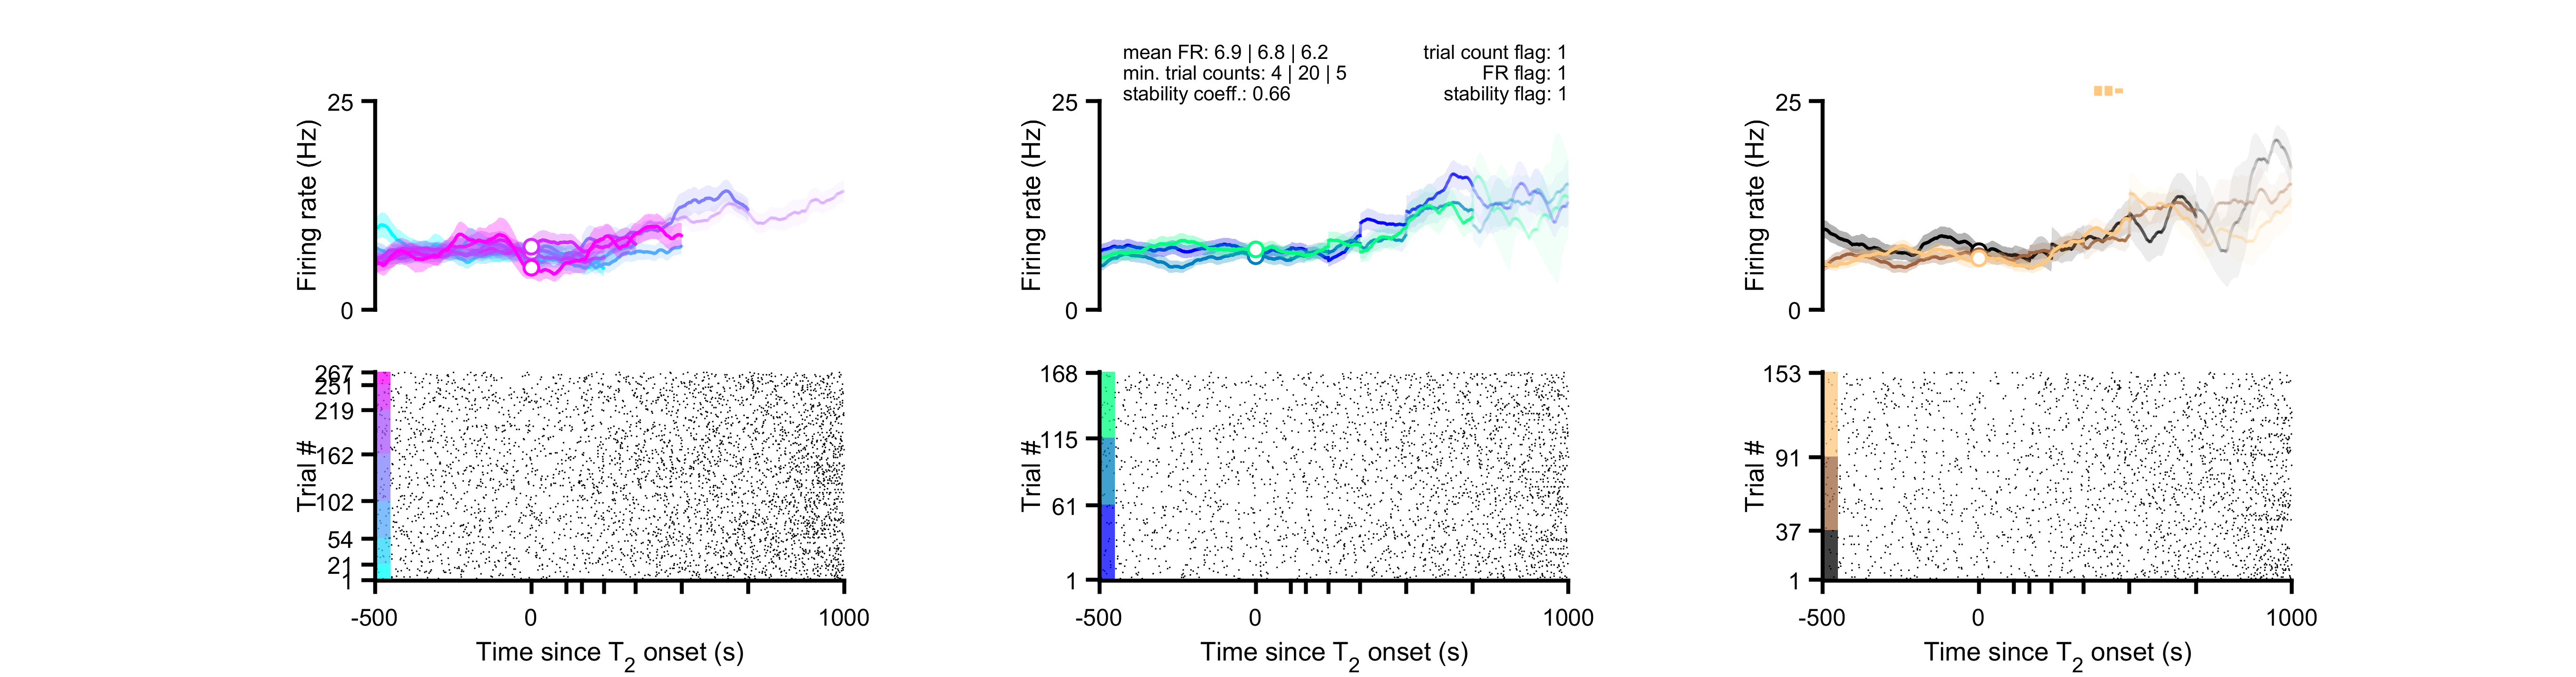 mean FR: 6.9 | 6.8 | 6.2
min. trial counts: 4 | 20 | 5
stability coeff.: 0.66
trial count flag: 1
FR flag: 1
stability flag: 1
25
Firing rate (Hz)
0
25
Firing rate (Hz)
0
25
Firing rate (Hz)
0
267
251
219
162
102
54
21
1
Trial #
-500
0
1000
Time since T2 onset (s)
168
115
61
1
Trial #
-500
0
1000
Time since T2 onset (s)
153
91
37
1
Trial #
-500
0
1000
Time since T2 onset (s)